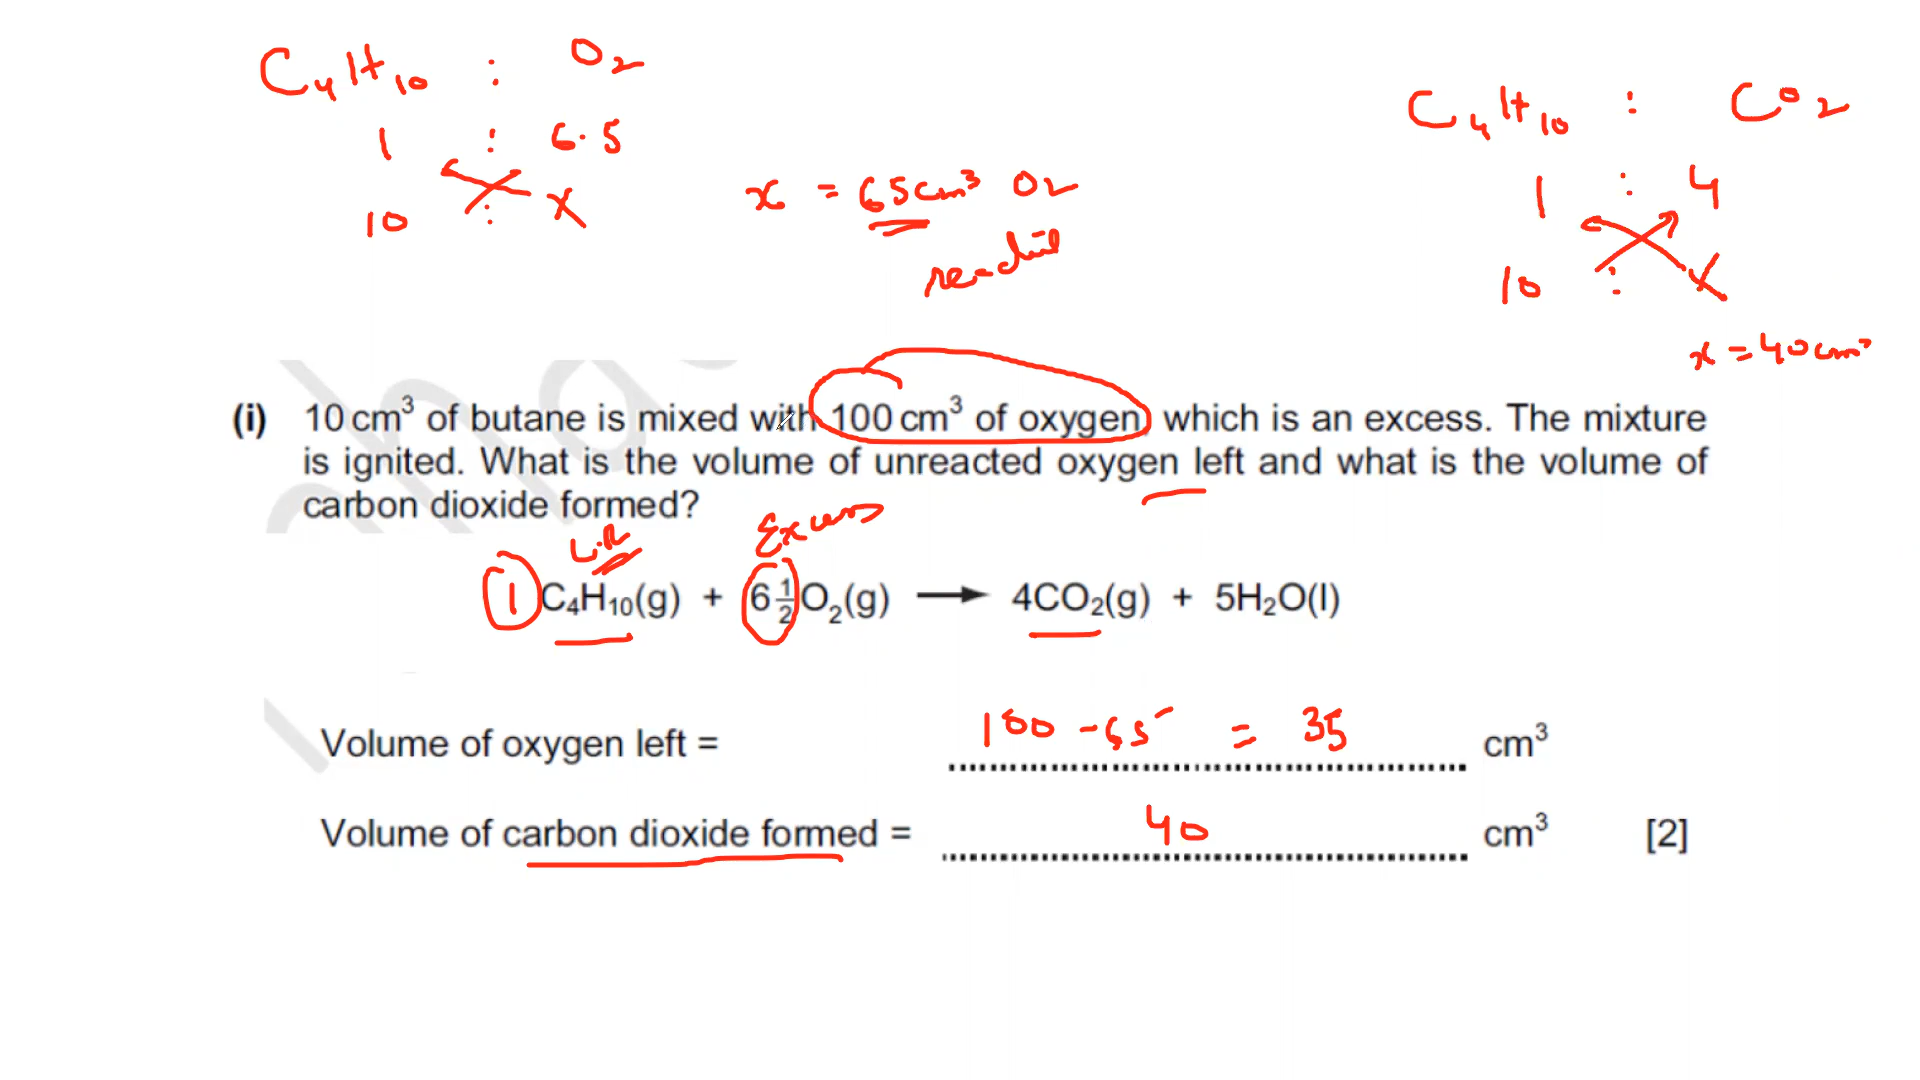 C₄H₁₀ : O₂
1 : 6.5
10 : x
x = 65cm³ O₂
C₄H₁₀ : CO₂
1 : 4
10 : x
x = 40cm³
(i) 10 cm³ of butane is mixed with 100 cm³ of oxygen, which is an excess. The mixture
is ignited. What is the volume of unreacted oxygen left and what is the volume of
carbon dioxide formed?
L.R Excess
1 C₄H₁₀(g) + 6½O₂(g) ⟶ 4CO₂(g) + 5H₂O(l)
Volume of oxygen left = 100 - 65 = 35 cm³
Volume of carbon dioxide formed = 40 cm³ [2]